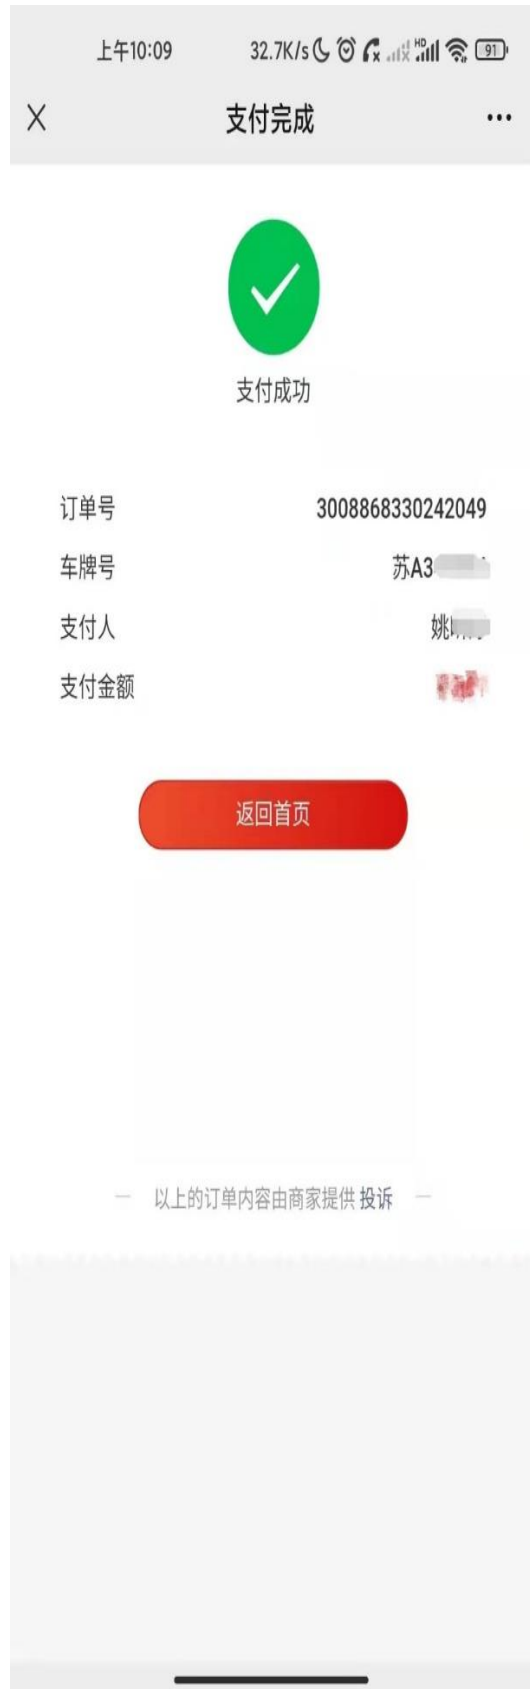 上午10:09 32.7K/s HD 91
支付完成
支付成功
订单号 3008868330242049
车牌号 苏A3
支付人 姚
支付金额
返回首页
以上的订单内容由商家提供 投诉